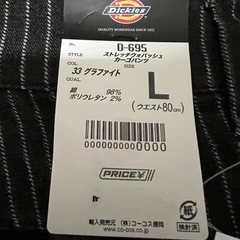 Dickies
QUALITY WORKWEAR SINCE 1922
No. D-695
STYLE ストレッチウォバッシュ
カーゴパンツ
COL. SIZE
33 グラファイト
QUAL.
綿 98%
ポリウレタン 2%
L
(ウエスト80cm)
PRICE¥
紙
検針済
輸入発売元 (株)コーコス信岡
www.co-cos.co.jp